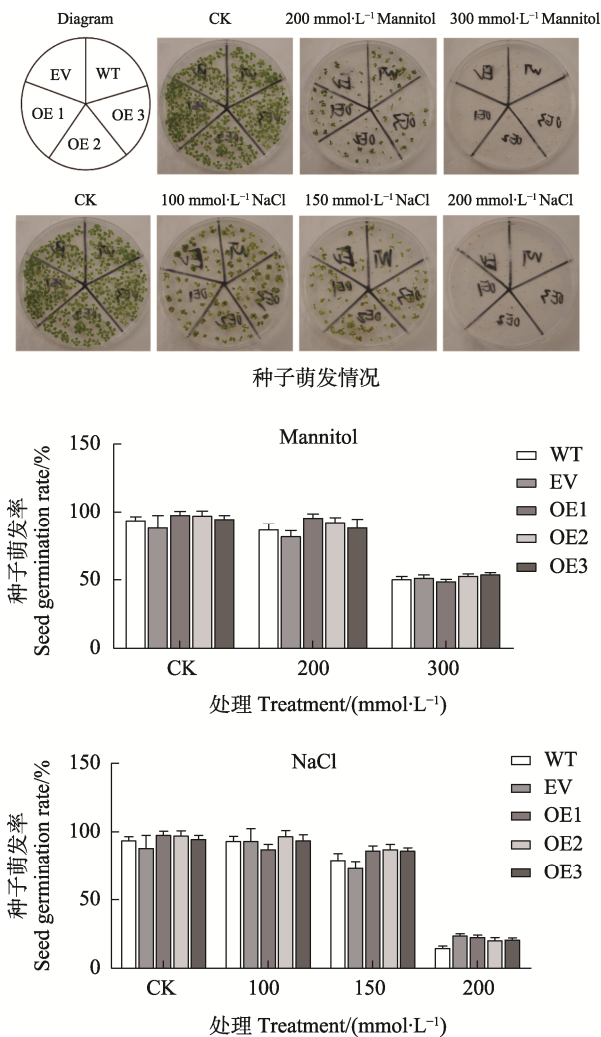 Diagram
CK
200 mmol·L⁻¹ Mannitol
300 mmol·L⁻¹ Mannitol
EV
WT
OE 1
OE 3
OE 2
CK
100 mmol·L⁻¹ NaCl
150 mmol·L⁻¹ NaCl
200 mmol·L⁻¹ NaCl
种子萌发情况
Mannitol
种子萌发率
Seed germination rate/%
150
100
50
0
CK
200
300
处理 Treatment/(mmol·L⁻¹)
WT
EV
OE1
OE2
OE3
NaCl
种子萌发率
Seed germination rate/%
150
100
50
0
CK
100
150
200
处理 Treatment/(mmol·L⁻¹)
WT
EV
OE1
OE2
OE3